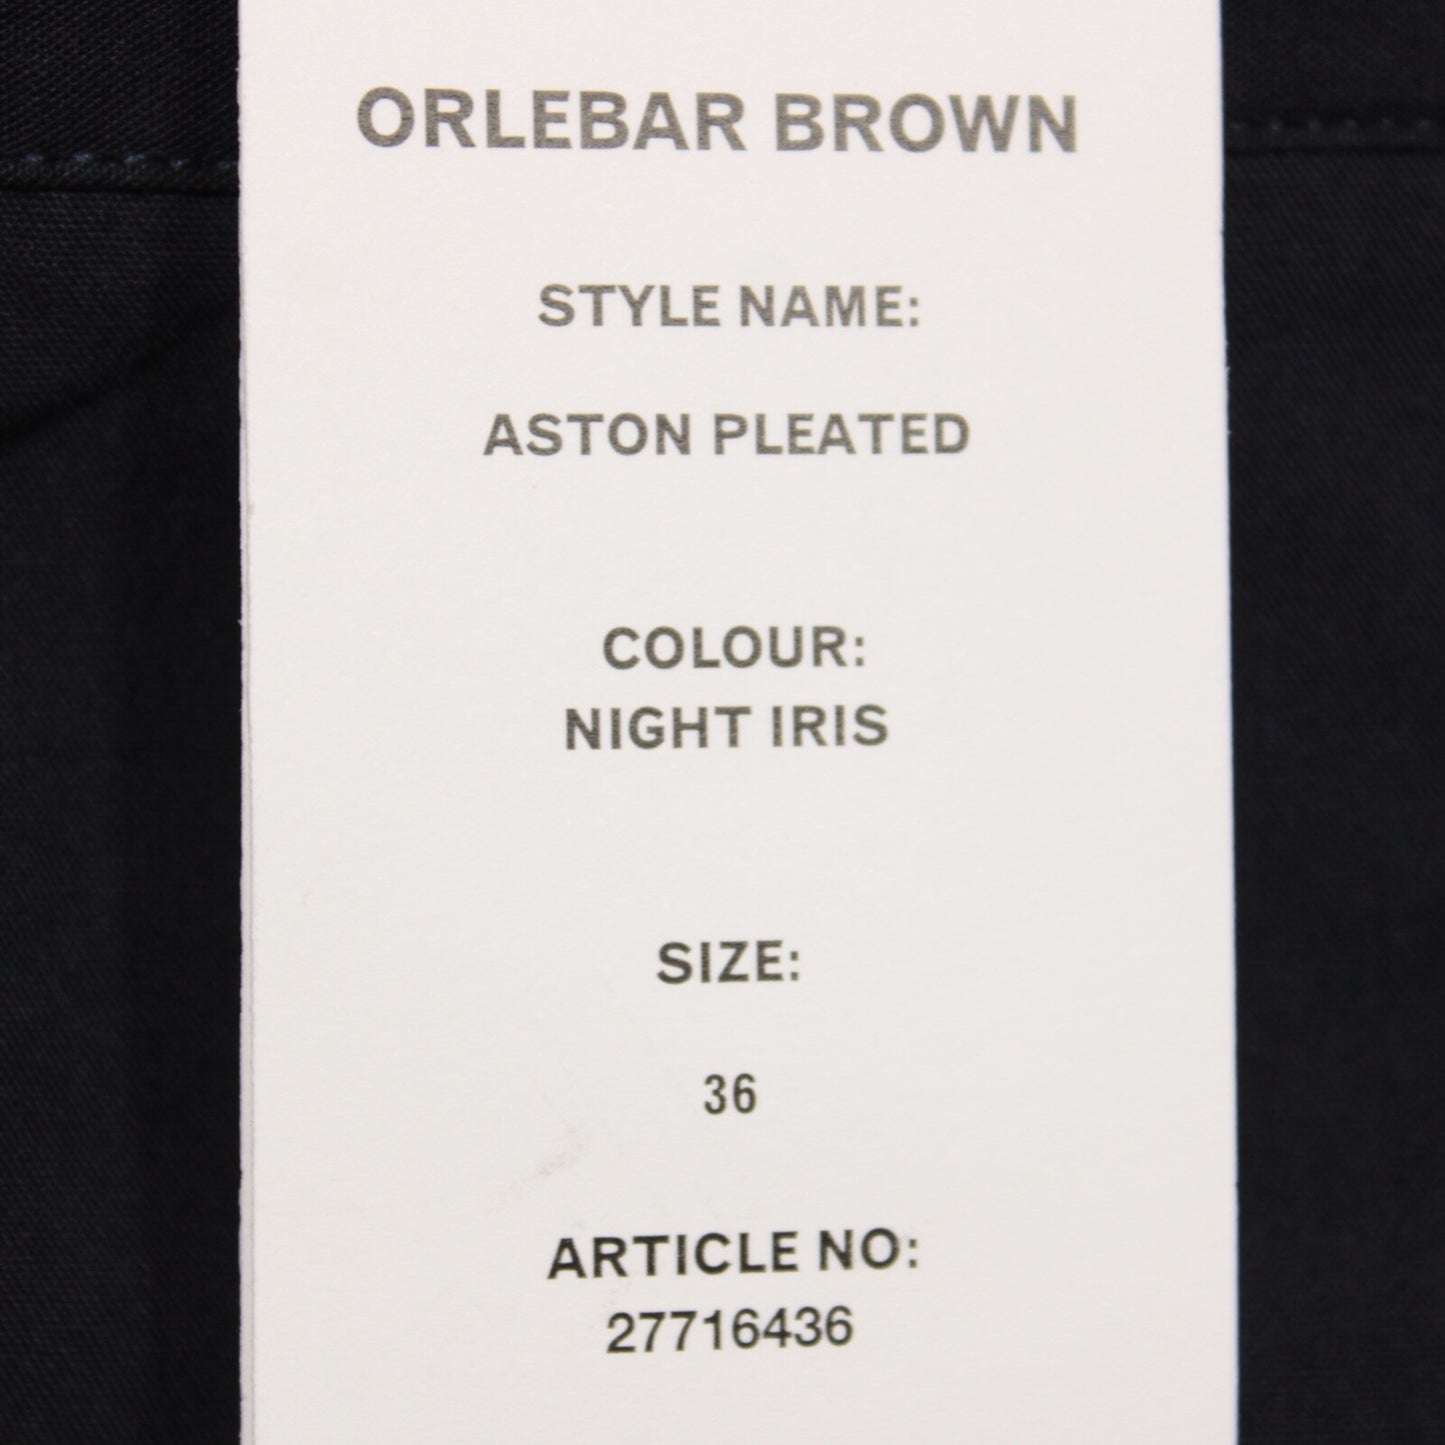 ORLEBAR BROWN
STYLE NAME:
ASTON PLEATED
COLOUR:
NIGHT IRIS
SIZE:
36
ARTICLE NO:
27716436